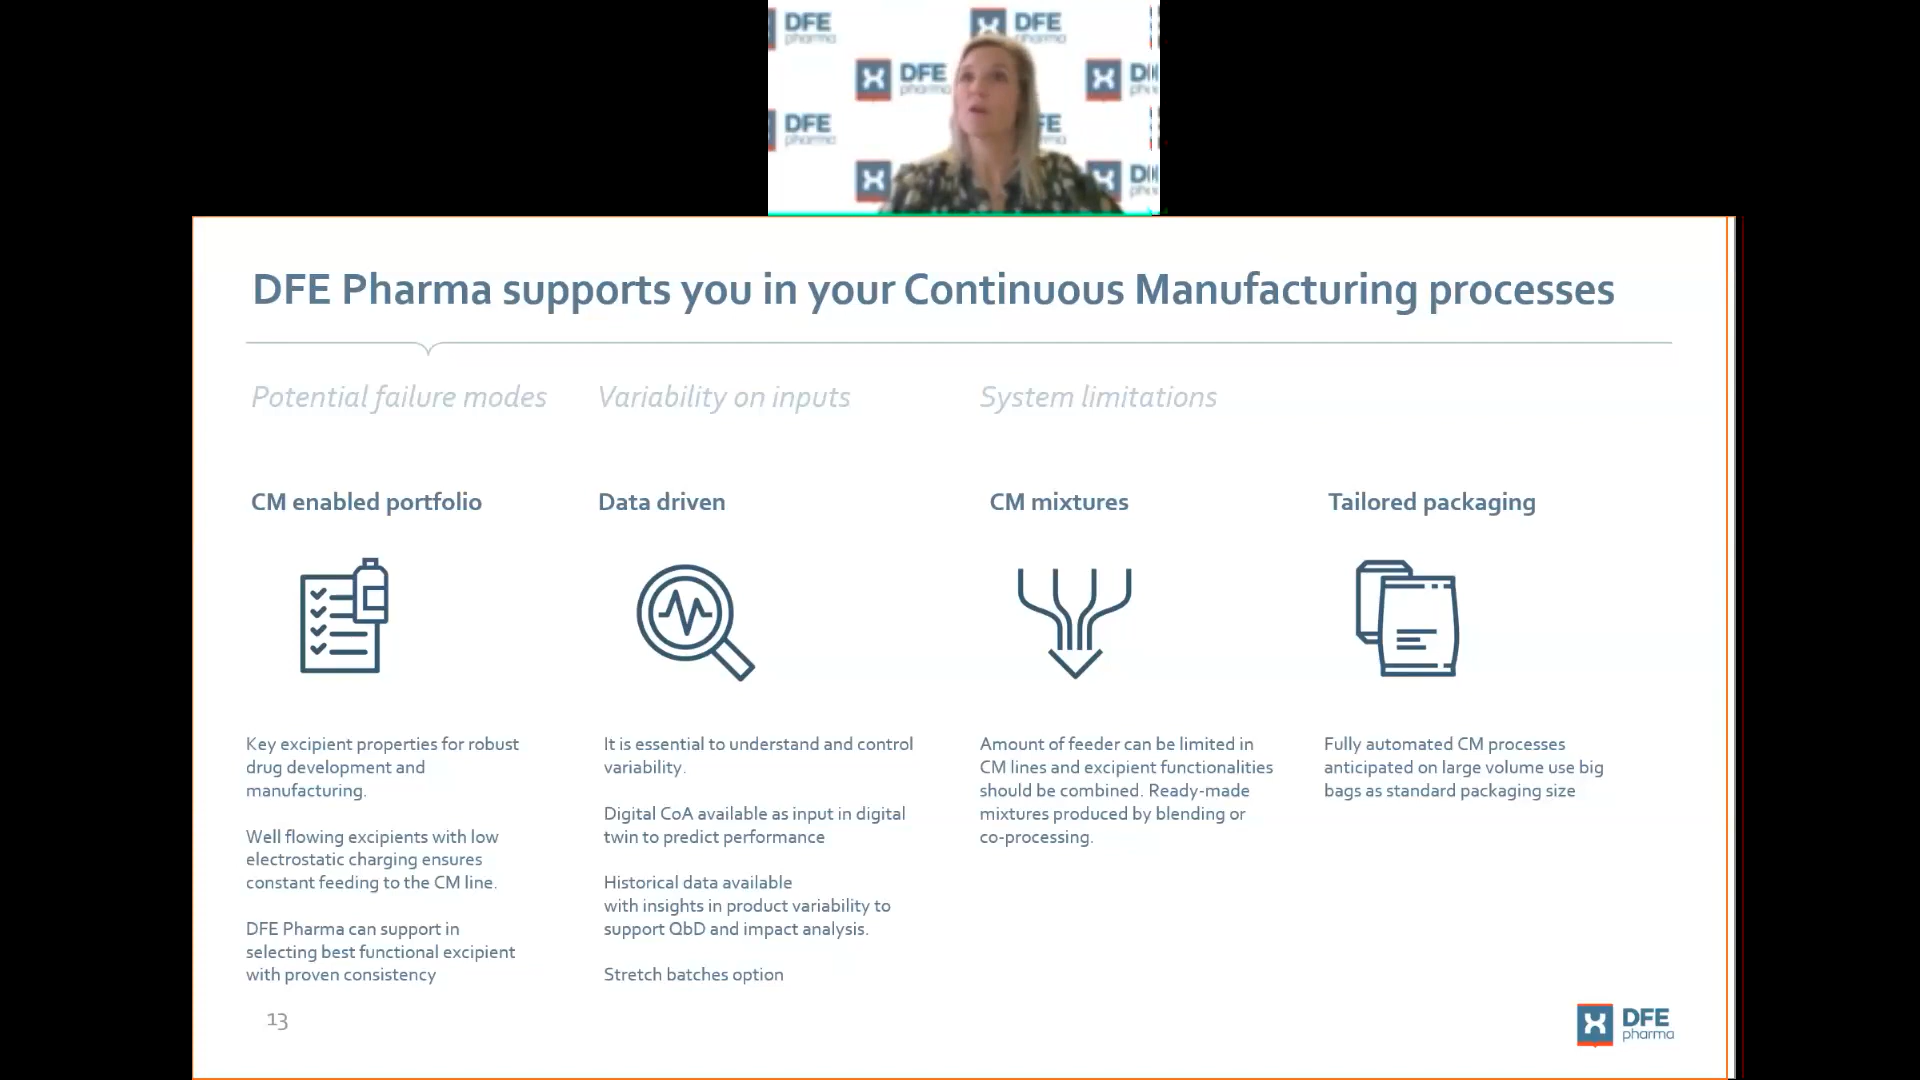 DFE
pharma
DFE
pharma
DFE
pharma
DFE
pharma
DFE
pharma
DFE Pharma supports you in your Continuous Manufacturing processes
Potential failure modes
Variability on inputs
System limitations
CM enabled portfolio
Data driven
CM mixtures
Tailored packaging
Key excipient properties for robust
drug development and
manufacturing.
Well flowing excipients with low
electrostatic charging ensures
constant feeding to the CM line.
DFE Pharma can support in
selecting best functional excipient
with proven consistency
It is essential to understand and control
variability.
Digital CoA available as input in digital
twin to predict performance
Historical data available
with insights in product variability to
support QbD and impact analysis.
Stretch batches option
Amount of feeder can be limited in
CM lines and excipient functionalities
should be combined. Ready-made
mixtures produced by blending or
co-processing.
Fully automated CM processes
anticipated on large volume use big
bags as standard packaging size
13
DFE
pharma